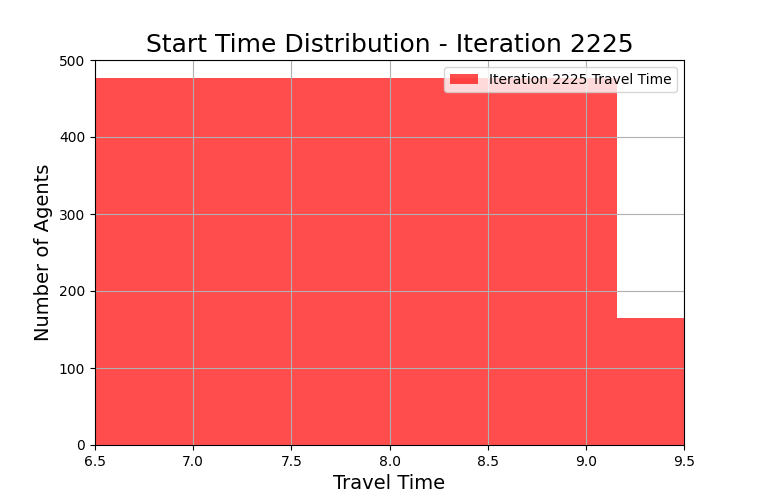 Start Time Distribution - Iteration 2225
500
400
300
200
100
0
Number of Agents
Iteration 2225 Travel Time
6.5 7.0 7.5 8.0 8.5 9.0 9.5
Travel Time